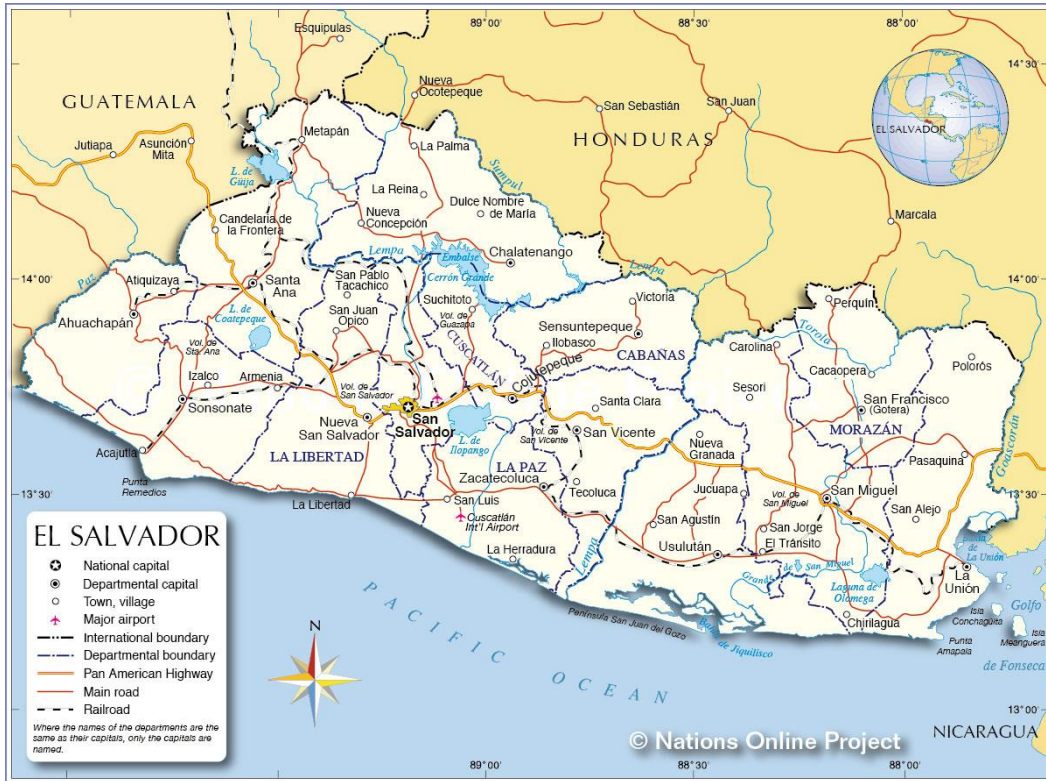 89°00'
88°30'
88°00'
Esquipulas
14°30'
14°30'
Nueva
Ocotepeque
San Sebastián
San Juan
GUATEMALA
HONDURAS
EL SALVADOR
Jutiapa
Asunción
Mita
Metapán
La Palma
L. de
Güija
Sumpul
La Reina
Dulce Nombre
de María
Marcala
Candelaria de
la Frontera
Nueva
Concepción
Lempa
Embalse
Cerrón Grande
Chalatenango
Lempa
14°00'
14°00'
Paz
Atiquizaya
Santa
Ana
San Pablo
Tacachico
Suchitoto
Vol. de
Guazapa
Victoria
Perquín
Ahuachapán
L. de
Coatepeque
San Juan
Opico
Sensuntepeque
Ilobasco
Torola
Carolina
Vol. de
Sta. Ana
CUSCATLÁN
Cojutepeque
CABAÑAS
Cacaopera
Polorós
Izalco
Armenia
Vol. de
San Salvador
Sesori
Sonsonate
Nueva
San Salvador
San
Salvador
L. de
Ilopango
Santa Clara
San Francisco
(Gotera)
MORAZÁN
Goascorán
Vol. de
San Vicente
San Vicente
Nueva
Granada
Acajutla
LA LIBERTAD
LA PAZ
Zacatecoluca
Pasaquina
Punta
Remedios
13°30'
13°30'
La Libertad
San Luis
Tecoluca
Jucuapa
Vol. de
San Miguel
San Miguel
San Alejo
Cuscatlán
Int'l Airport
San Agustín
San Jorge
El Tránsito
La Herradura
Lempa
Usulután
Bahía de
La Unión
Grande de San Miguel
Laguna de
Olomega
La
Unión
Península San Juan del Gozo
Bahía de Jiquilisco
Chirilagua
Isla
Conchagüita
Golfo
Punta
Amapala
Isla
Meanguera
de Fonseca
PACIFIC OCEAN
N
13°00'
NICARAGUA
EL SALVADOR
National capital
Departmental capital
Town, village
Major airport
International boundary
Departmental boundary
Pan American Highway
Main road
Railroad
Where the names of the departments are the
same as their capitals, only the capitals are
named.
© Nations Online Project
89°00'
88°30'
88°00'